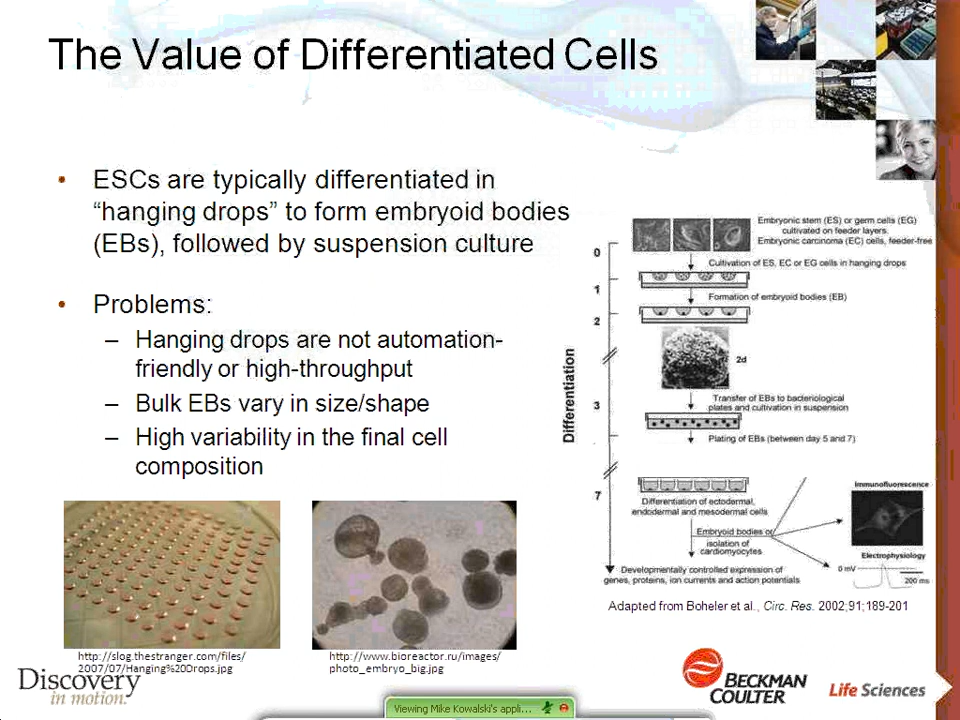 The Value of Differentiated Cells
• ESCs are typically differentiated in
“hanging drops” to form embryoid bodies
(EBs), followed by suspension culture
• Problems:
– Hanging drops are not automation-
friendly or high-throughput
– Bulk EBs vary in size/shape
– High variability in the final cell
composition
Embryonic stem (ES) or germ cells (EG)
cultivated on feeder layers.
Embryonic carcinoma (EC) cells, feeder-free
0
Cultivation of ES, EC or EG cells in hanging drops
1
Formation of embryoid bodies (EB)
2
2d
Differentiation
Transfer of EBs to bacteriological
plates and cultivation in suspension
3
Plating of EBs (between day 5 and 7)
7
Differentiation of ectodermal,
endodermal and mesodermal cells
Immunofluorescence
Embryoid bodies or
isolation of
cardiomyocytes
Electrophysiology
0 mV
200 ms
Developmentally controlled expression of
genes, proteins, ion currents and action potentials
Adapted from Boheler et al., Circ. Res. 2002;91;189-201
http://slog.thestranger.com/files/
2007/07/Hanging%20Drops.jpg
http://www.bioreactor.ru/images/
photo_embryo_big.jpg
Discovery
in motion.
BECKMAN
COULTER
Life Sciences
Viewing Mike Kowalski's appli...